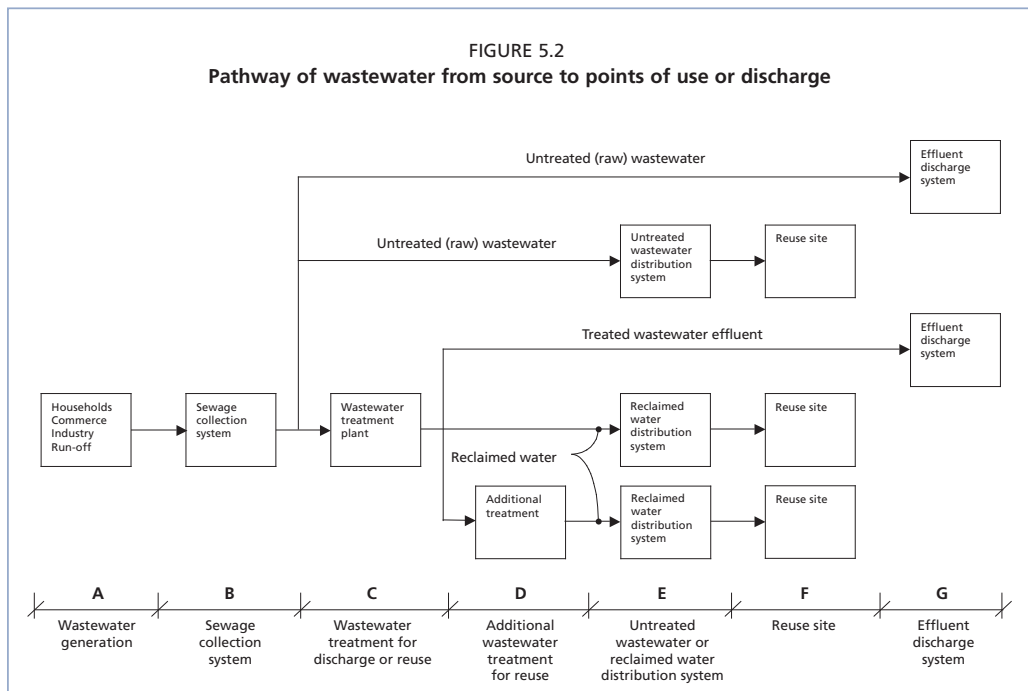 FIGURE 5.2
Pathway of wastewater from source to points of use or discharge
Untreated (raw) wastewater
Effluent
discharge
system
Untreated (raw) wastewater
Untreated
wastewater
distribution
system
Reuse site
Treated wastewater effluent
Effluent
discharge
system
Households
Commerce
Industry
Run-off
Sewage
collection
system
Wastewater
treatment
plant
Reclaimed
water
distribution
system
Reuse site
Reclaimed water
Additional
treatment
Reclaimed
water
distribution
system
Reuse site
A
Wastewater
generation
B
Sewage
collection
system
C
Wastewater
treatment for
discharge or reuse
D
Additional
wastewater
treatment
for reuse
E
Untreated
wastewater or
reclaimed water
distribution system
F
Reuse site
G
Effluent
discharge
system